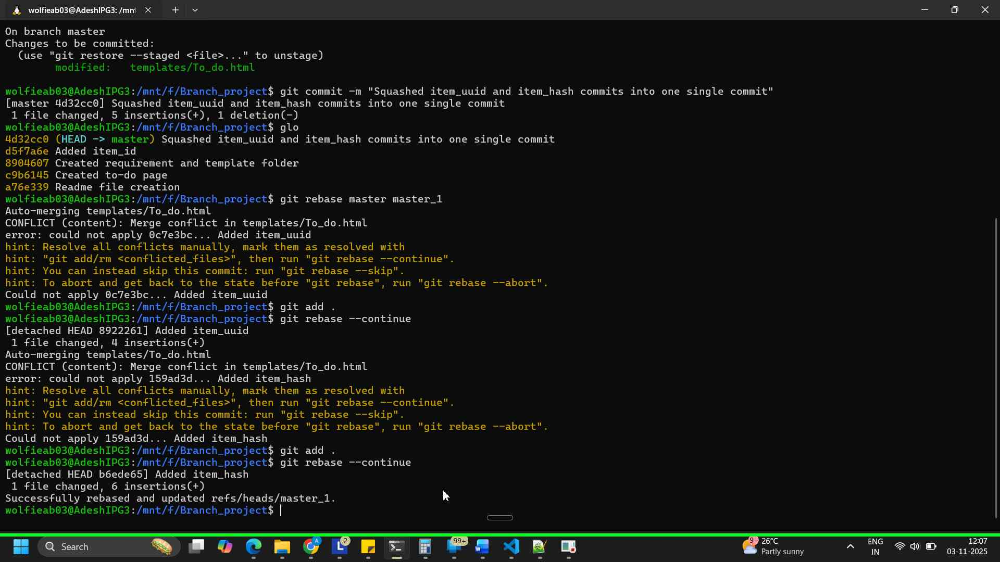 wolfieab03@AdeshIPG3: /mnt
On branch master
Changes to be committed:
  (use "git restore --staged <file>..." to unstage)
        modified:   templates/To_do.html
wolfieab03@AdeshIPG3:/mnt/f/Branch_project$ git commit -m "Squashed item_uuid and item_hash commits into one single commit"
[master 4d32cc0] Squashed item_uuid and item_hash commits into one single commit
 1 file changed, 5 insertions(+), 1 deletion(-)
wolfieab03@AdeshIPG3:/mnt/f/Branch_project$ glo
4d32cc0 (HEAD -> master) Squashed item_uuid and item_hash commits into one single commit
d5f7a6e Added item_id
8904607 Created requirement and template folder
c9b6145 Created to-do page
a76e339 Readme file creation
wolfieab03@AdeshIPG3:/mnt/f/Branch_project$ git rebase master master_1
Auto-merging templates/To_do.html
CONFLICT (content): Merge conflict in templates/To_do.html
error: could not apply 0c7e3bc... Added item_uuid
hint: Resolve all conflicts manually, mark them as resolved with
hint: "git add/rm <conflicted_files>", then run "git rebase --continue".
hint: You can instead skip this commit: run "git rebase --skip".
hint: To abort and get back to the state before "git rebase", run "git rebase --abort".
Could not apply 0c7e3bc... Added item_uuid
wolfieab03@AdeshIPG3:/mnt/f/Branch_project$ git add .
wolfieab03@AdeshIPG3:/mnt/f/Branch_project$ git rebase --continue
[detached HEAD 8922261] Added item_uuid
 1 file changed, 4 insertions(+)
Auto-merging templates/To_do.html
CONFLICT (content): Merge conflict in templates/To_do.html
error: could not apply 159ad3d... Added item_hash
hint: Resolve all conflicts manually, mark them as resolved with
hint: "git add/rm <conflicted_files>", then run "git rebase --continue".
hint: You can instead skip this commit: run "git rebase --skip".
hint: To abort and get back to the state before "git rebase", run "git rebase --abort".
Could not apply 159ad3d... Added item_hash
wolfieab03@AdeshIPG3:/mnt/f/Branch_project$ git add .
wolfieab03@AdeshIPG3:/mnt/f/Branch_project$ git rebase --continue
[detached HEAD b6ede65] Added item_hash
 1 file changed, 6 insertions(+)
Successfully rebased and updated refs/heads/master_1.
wolfieab03@AdeshIPG3:/mnt/f/Branch_project$
Search
A
L 2
99+
W
9+ 26°C
Partly sunny
ENG
IN
12:07
03-11-2025